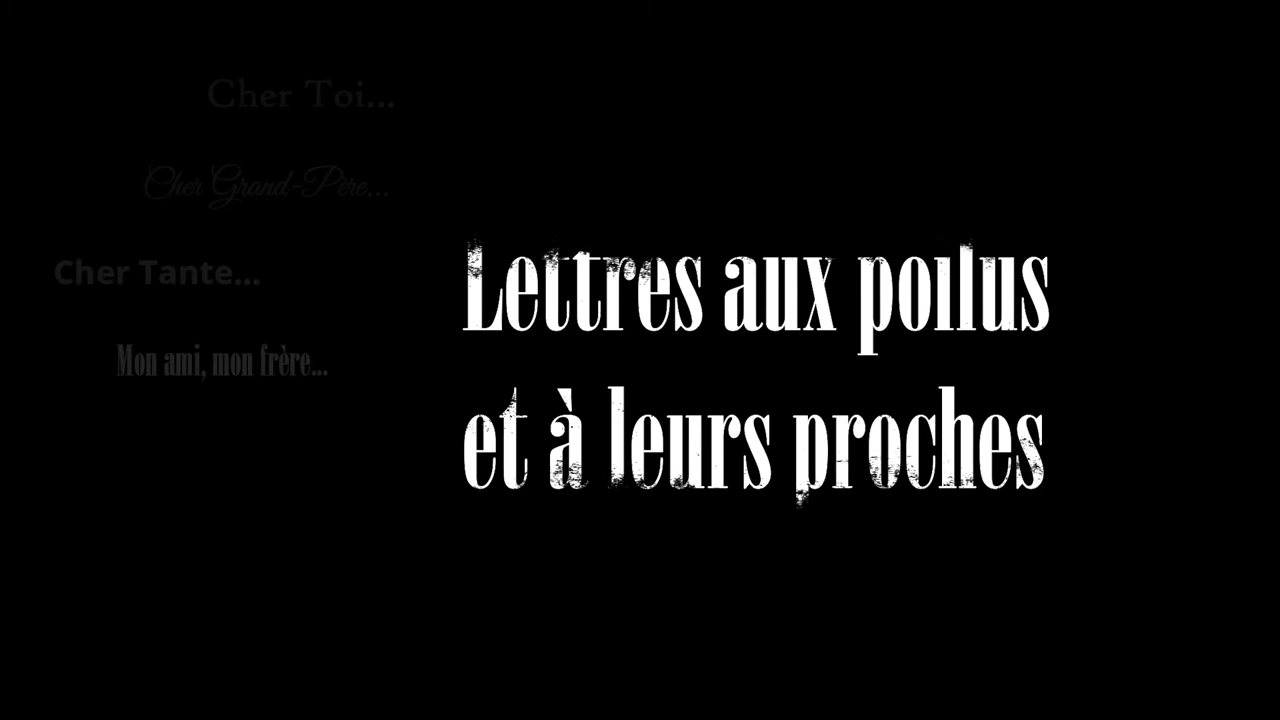 Cher Toi...
Cher Grand-Père...
Cher Tante...
Mon ami, mon frère...
Lettres aux poilus
et à leurs proches